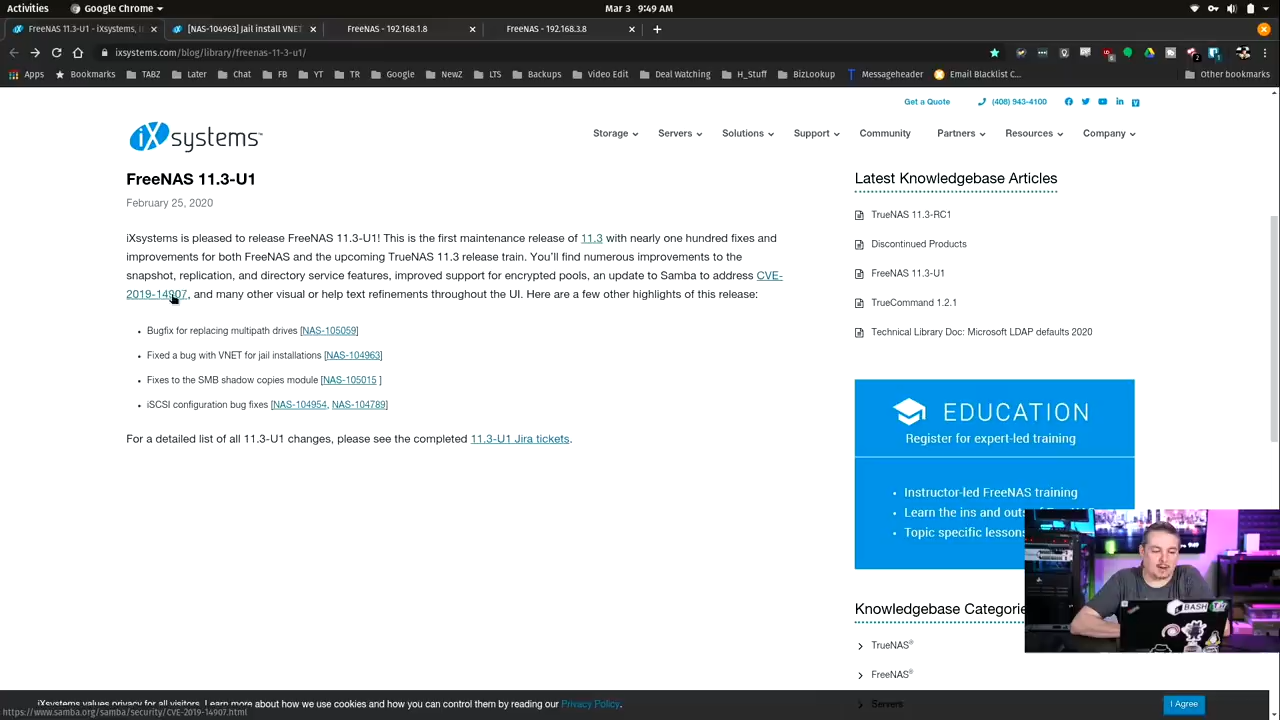 Activities
Google Chrome
Mar 3 9:49 AM
FreeNAS 11.3-U1 - iXsystems, I
[NAS-104963] Jail install VNET
FreeNAS - 192.168.1.8
FreeNAS - 192.168.3.8
ixsystems.com/blog/library/freenas-11-3-u1/
Apps
Bookmarks
TABZ
Later
Chat
FB
YT
TR
Google
NewZ
LTS
Backups
Video Edit
Deal Watching
H_Stuff
BizLookup
Messageheader
Email Blacklist C...
Other bookmarks
Get a Quote
(408) 943-4100
iXsystems™
Storage
Servers
Solutions
Support
Community
Partners
Resources
Company
FreeNAS 11.3-U1
February 25, 2020
iXsystems is pleased to release FreeNAS 11.3-U1! This is the first maintenance release of 11.3 with nearly one hundred fixes and
improvements for both FreeNAS and the upcoming TrueNAS 11.3 release train. You'll find numerous improvements to the
snapshot, replication, and directory service features, improved support for encrypted pools, an update to Samba to address CVE-
2019-14907, and many other visual or help text refinements throughout the UI. Here are a few other highlights of this release:
• Bugfix for replacing multipath drives [NAS-105059]
• Fixed a bug with VNET for jail installations [NAS-104963]
• Fixes to the SMB shadow copies module [NAS-105015 ]
• iSCSI configuration bug fixes [NAS-104954, NAS-104789]
For a detailed list of all 11.3-U1 changes, please see the completed 11.3-U1 Jira tickets.
Latest Knowledgebase Articles
TrueNAS 11.3-RC1
Discontinued Products
FreeNAS 11.3-U1
TrueCommand 1.2.1
Technical Library Doc: Microsoft LDAP defaults 2020
EDUCATION
Register for expert-led training
• Instructor-led FreeNAS training
• Learn the ins and outs
• Topic specific lessons
Knowledgebase Categorie
TrueNAS®
FreeNAS®
Servers
BASH
iXsystems values privacy for all visitors. Learn more about how we use cookies and how you can control them by reading our Privacy Policy.
I Agree
https://www.samba.org/samba/security/CVE-2019-14907.html